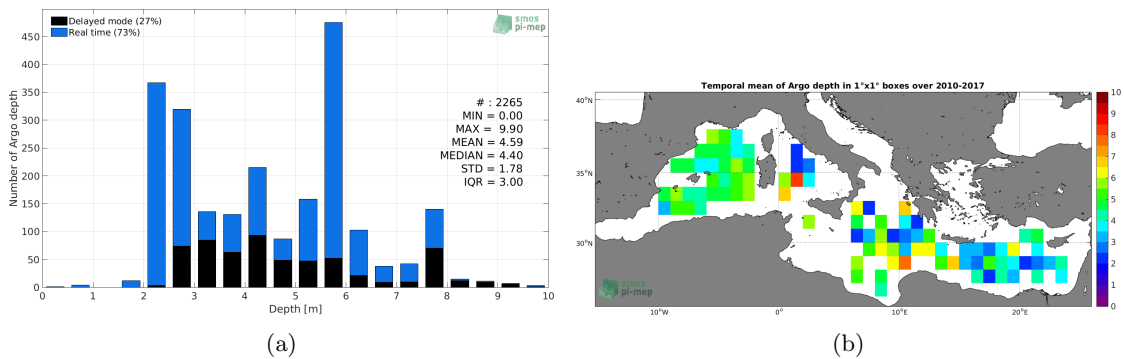 Delayed mode (27%)
Real time (73%)
smos
pi-mep
Number of Argo depth
450
400
350
300
250
200
150
100
50
0
# : 2265
MIN = 0.00
MAX = 9.90
MEAN = 4.59
MEDIAN = 4.40
STD = 1.78
IQR = 3.00
0 1 2 3 4 5 6 7 8 9 10
Depth [m]
(a)
Temporal mean of Argo depth in 1°x1° boxes over 2010-2017
40°N
35°N
30°N
10°W 0° 10°E 20°E
smos
pi-mep
10
9
8
7
6
5
4
3
2
1
0
(b)